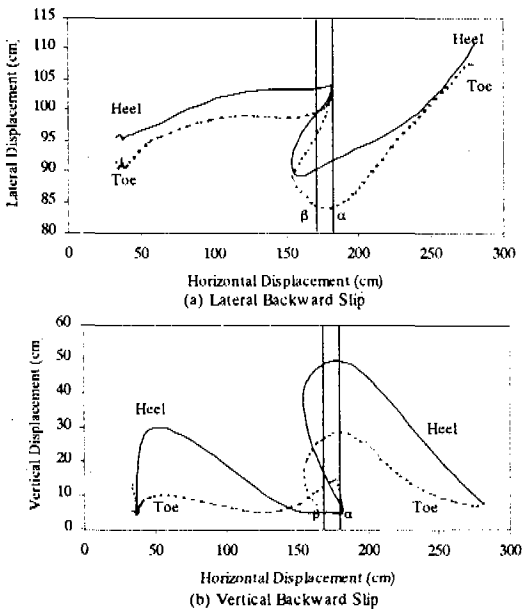 115
110
105
100
95
90
85
80
Lateral Displacement (cm)
Heel
Toe
Heel
Toe
β
α
0
50
100
150
200
250
300
Horizontal Displacement (cm)
(a) Lateral Backward Slip
60
50
40
30
20
10
0
Vertical Displacement (cm
Heel
Toe
Heel
Toe
β
α
0
50
100
150
200
250
300
Horizontal Displacement (cm)
(b) Vertical Backward Slip